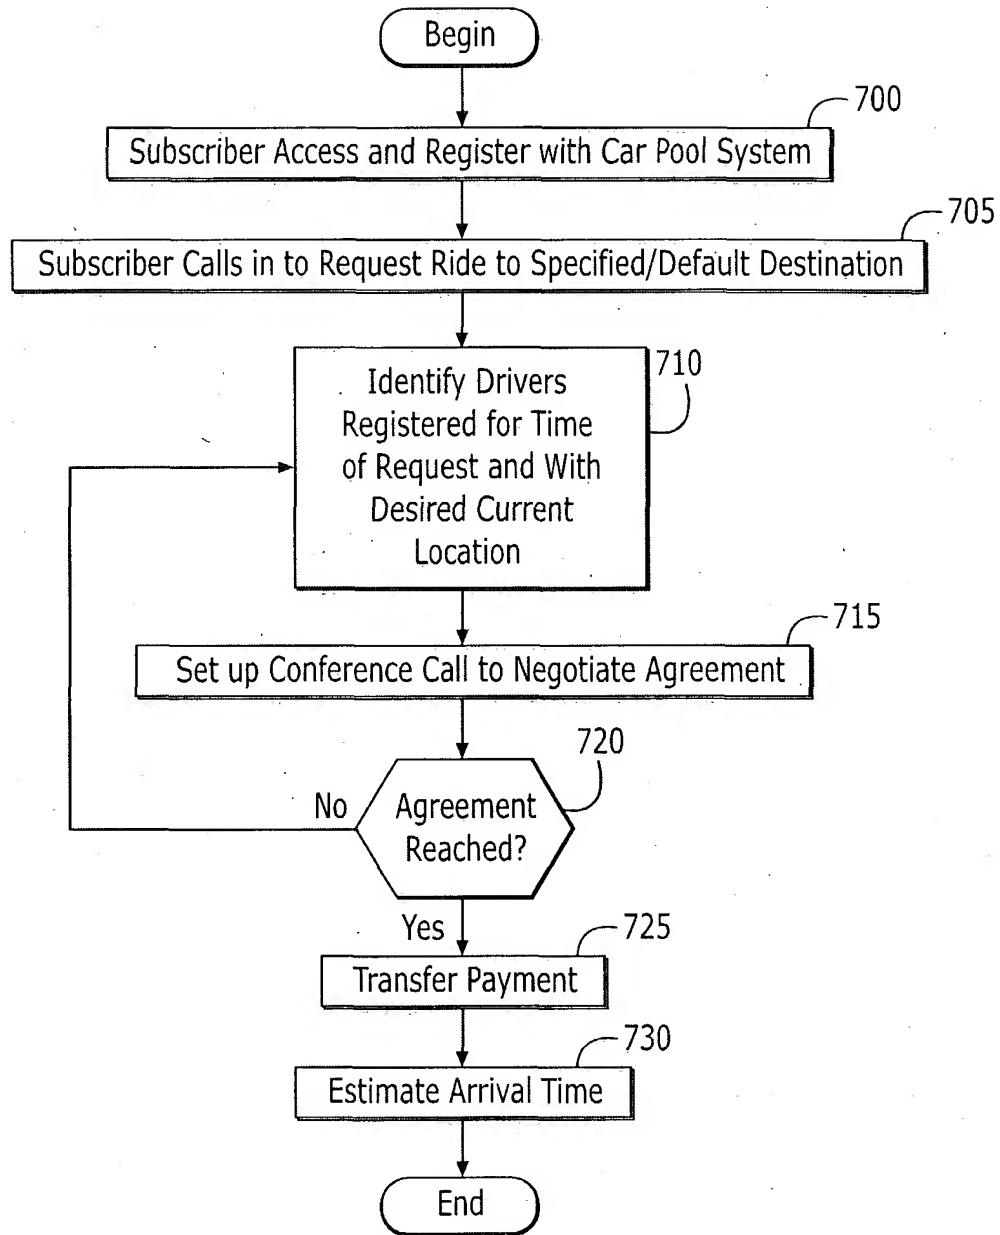 Begin
700
Subscriber Access and Register with Car Pool System
705
Subscriber Calls in to Request Ride to Specified/Default Destination
710
Identify Drivers
Registered for Time
of Request and With
Desired Current
Location
715
Set up Conference Call to Negotiate Agreement
720
No
Agreement
Reached?
Yes
725
Transfer Payment
730
Estimate Arrival Time
End